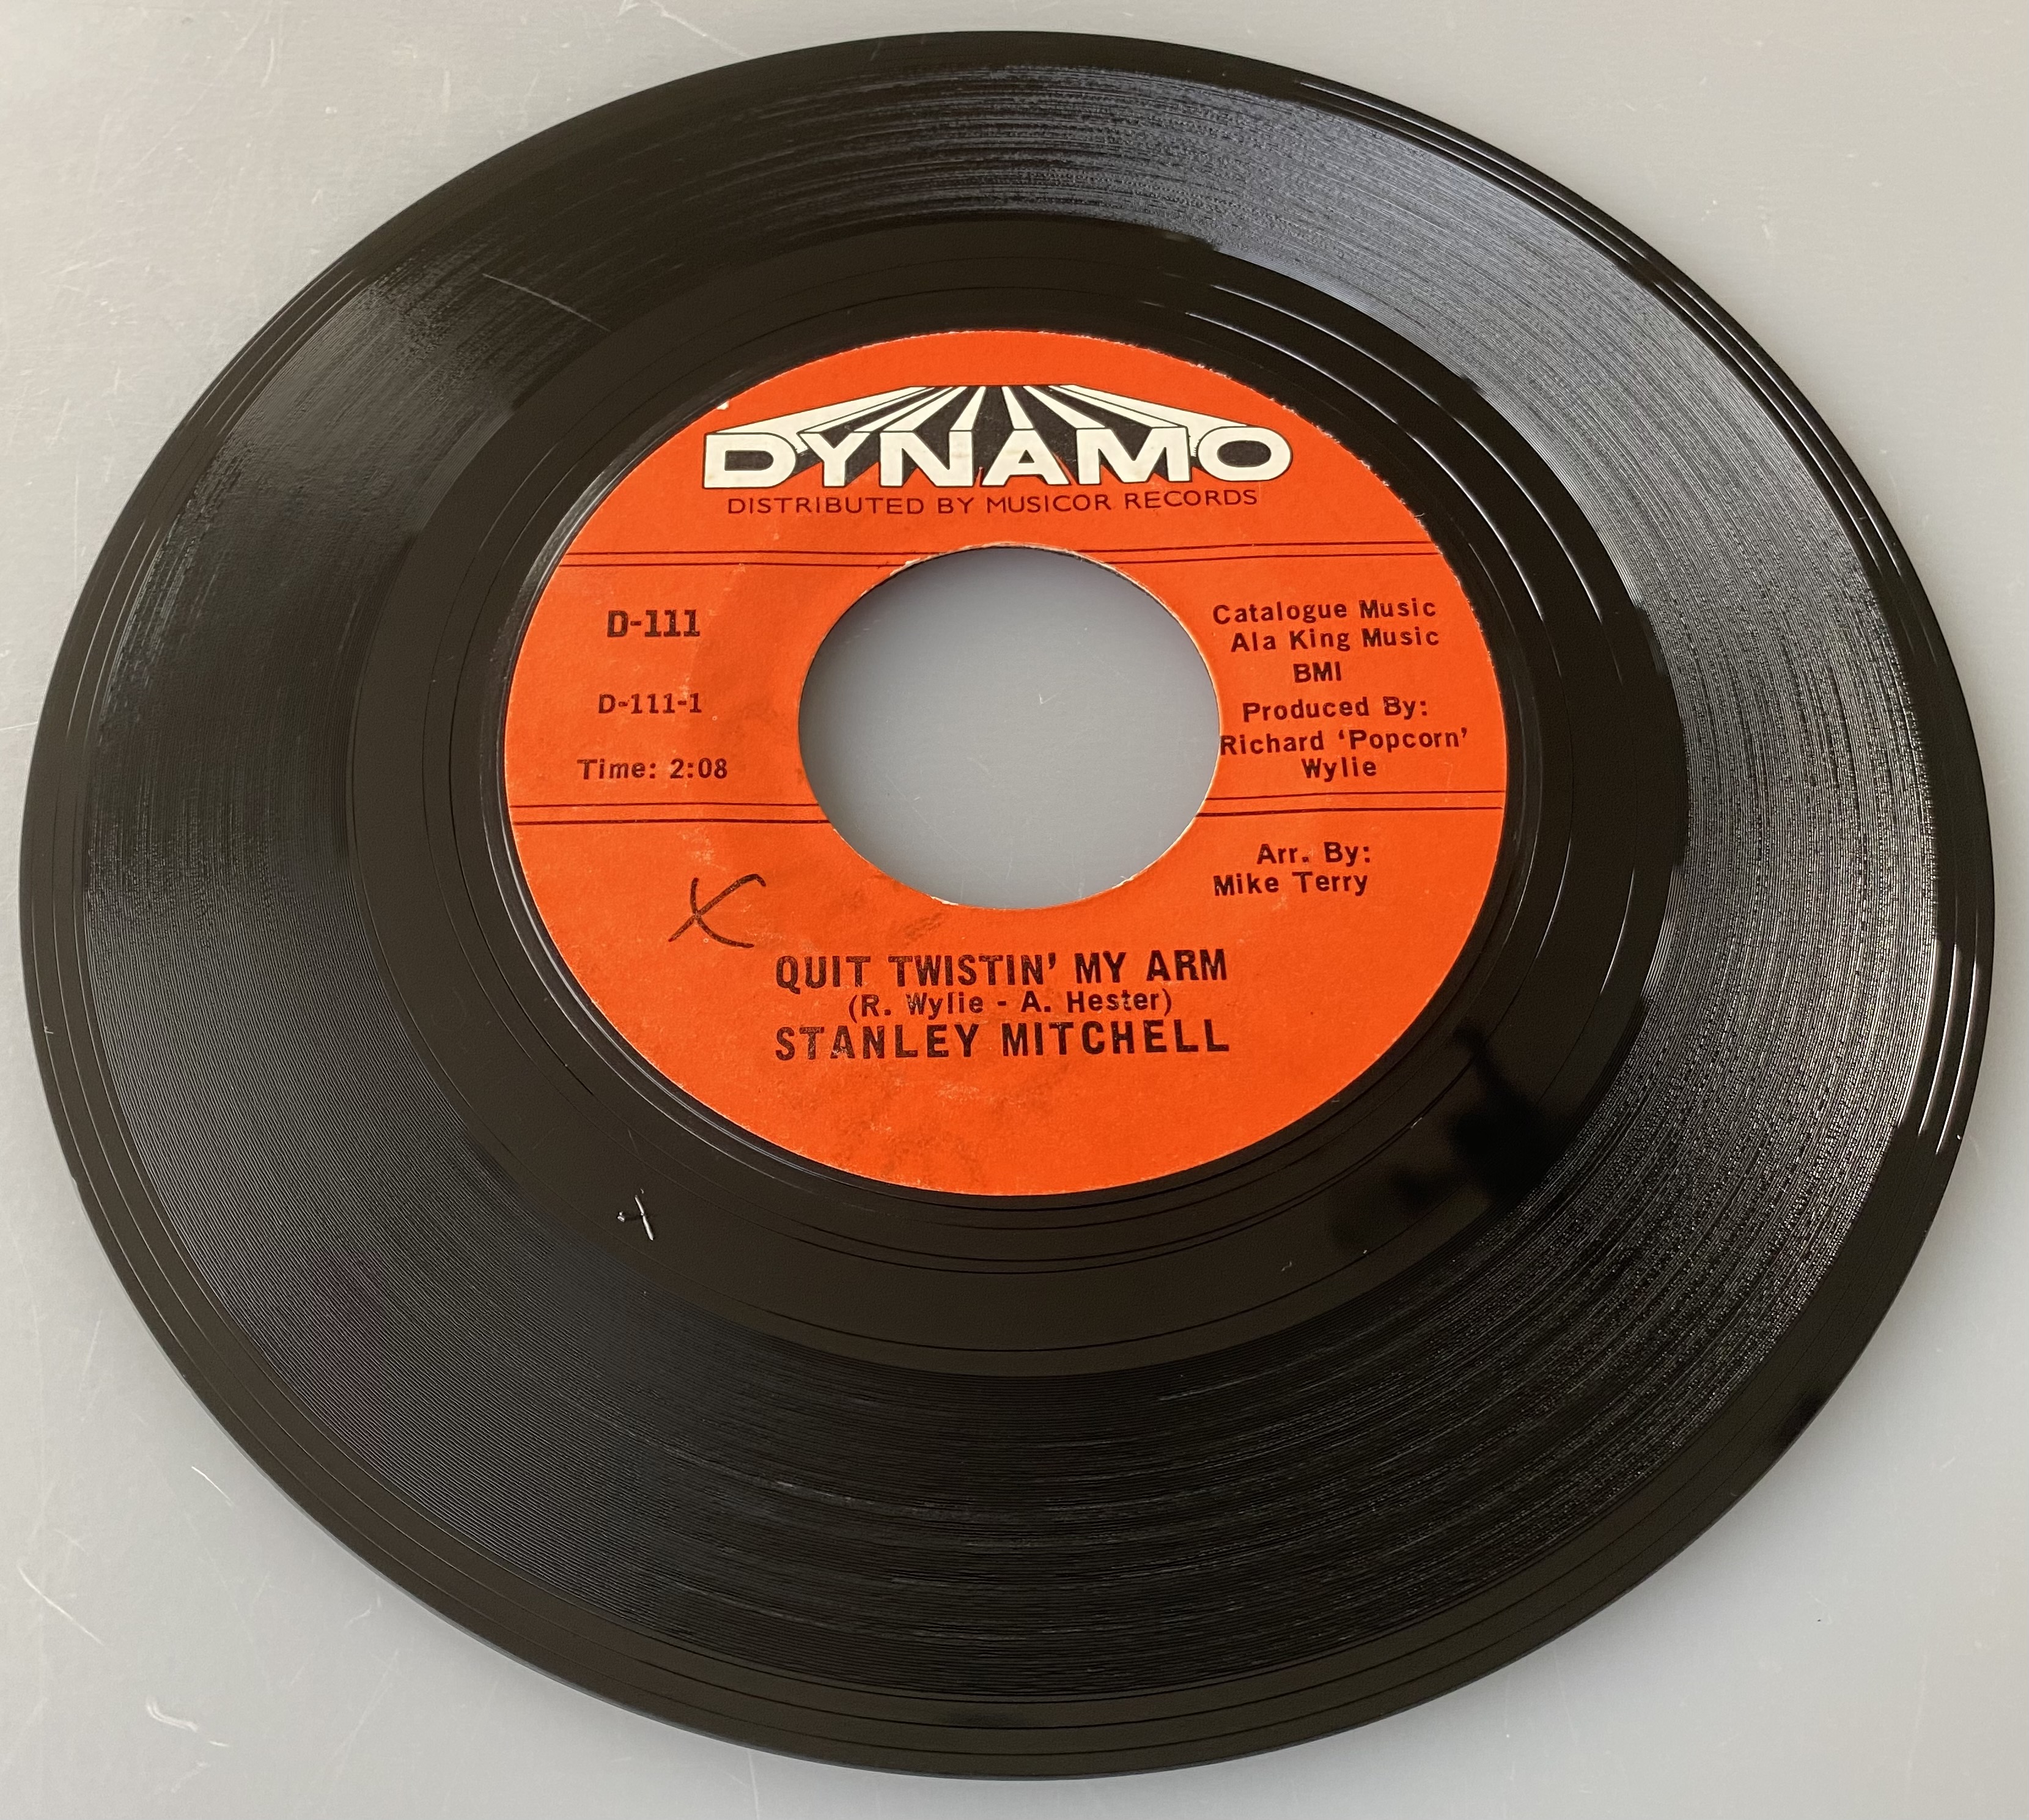 DYNAMO
DISTRIBUTED BY MUSICOR RECORDS
D-111
D-111-1
Time: 2:08
Catalogue Music
Ala King Music
BMI
Produced By:
Richard ‘Popcorn’
Wylie
Arr. By:
Mike Terry
X
QUIT TWISTIN’ MY ARM
(R. Wylie - A. Hester)
STANLEY MITCHELL